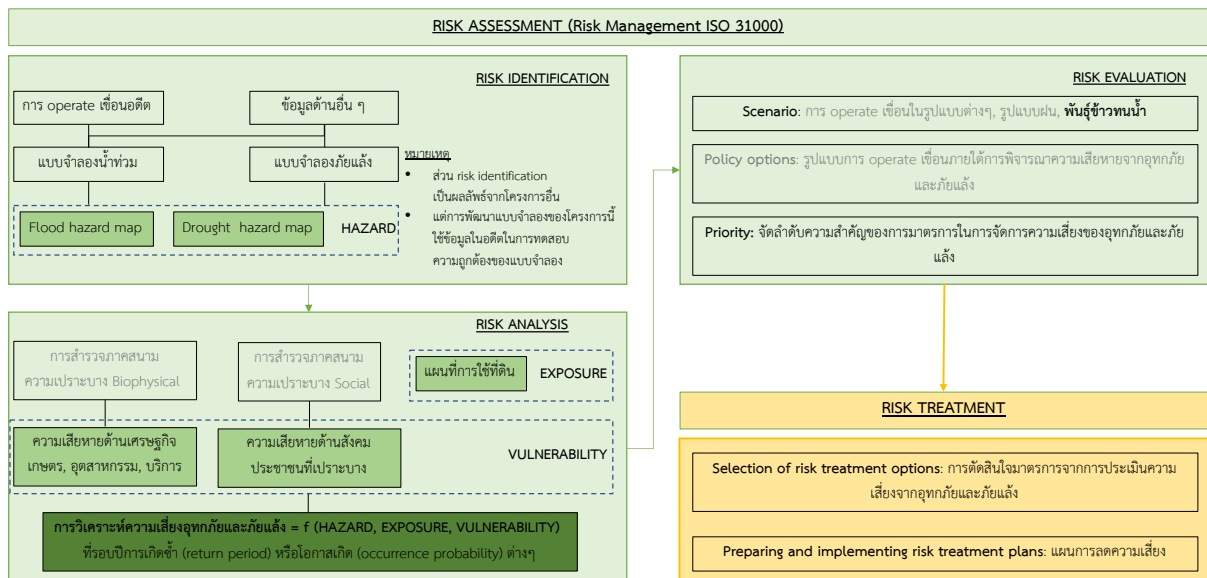 RISK ASSESSMENT (Risk Management ISO 31000)
RISK IDENTIFICATION
การ operate เขื่อนอดีต
ข้อมูลด้านอื่น ๆ
แบบจำลองน้ำท่วม
แบบจำลองภัยแล้ง
Flood hazard map
Drought hazard map
HAZARD
หมายเหตุ
• ส่วน risk identification
เป็นผลลัพธ์จากโครงการอื่น
• แต่การพัฒนาแบบจำลองของโครงการนี้
ใช้ข้อมูลในอดีตในการทดสอบ
ความถูกต้องของแบบจำลอง
RISK ANALYSIS
การสำรวจภาคสนาม
ความเปราะบาง Biophysical
การสำรวจภาคสนาม
ความเปราะบาง Social
แผนที่การใช้ที่ดิน
EXPOSURE
ความเสียหายด้านเศรษฐกิจ
เกษตร, อุตสาหกรรม, บริการ
ความเสียหายด้านสังคม
ประชาชนที่เปราะบาง
VULNERABILITY
การวิเคราะห์ความเสี่ยงอุทกภัยและภัยแล้ง = f (HAZARD, EXPOSURE, VULNERABILITY)
ที่รอบปีการเกิดซ้ำ (return period) หรือโอกาสเกิด (occurrence probability) ต่างๆ
RISK EVALUATION
Scenario: การ operate เขื่อนในรูปแบบต่างๆ, รูปแบบฝน, พันธุ์ข้าวทนน้ำ
Policy options: รูปแบบการ operate เขื่อนภายใต้การพิจารณาความเสียหายจากอุทกภัย
และภัยแล้ง
Priority: จัดลำดับความสำคัญของการมาตรการในการจัดการความเสี่ยงของอุทกภัยและภัย
แล้ง
RISK TREATMENT
Selection of risk treatment options: การตัดสินใจมาตรการจากการประเมินความ
เสี่ยงจากอุทกภัยและภัยแล้ง
Preparing and implementing risk treatment plans: แผนการลดความเสี่ยง